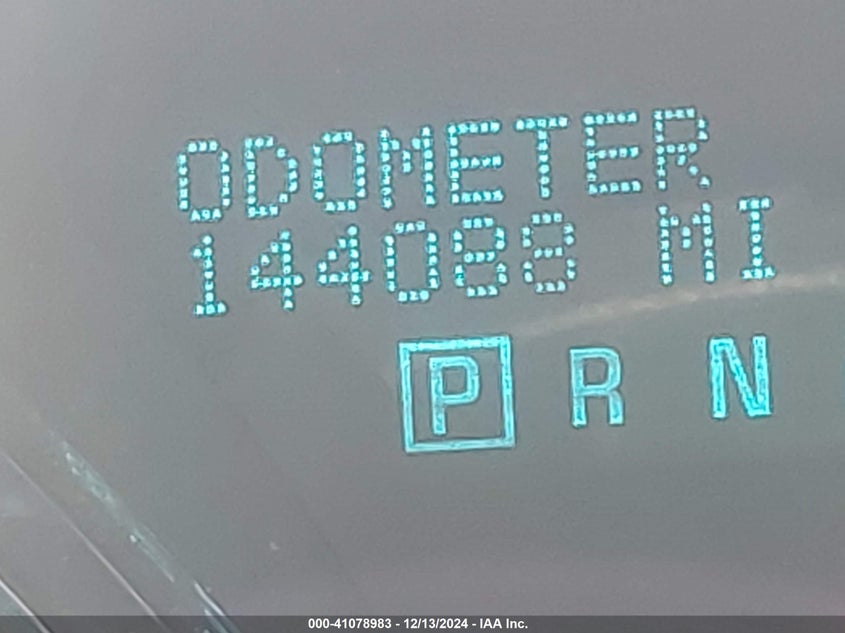 ODOMETER
144088 MI
P R N
000-41078983 - 12/13/2024 - IAA Inc.